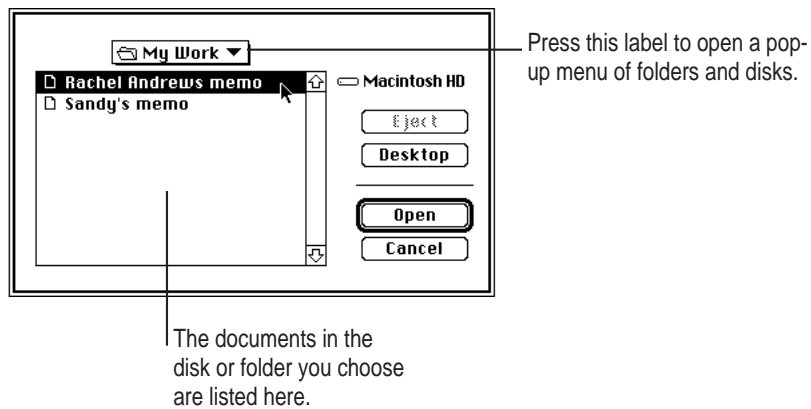 My Work
Press this label to open a pop-
up menu of folders and disks.
Rachel Andrews memo
Macintosh HD
Sandy's memo
Eject
Desktop
Open
Cancel
The documents in the
disk or folder you choose
are listed here.